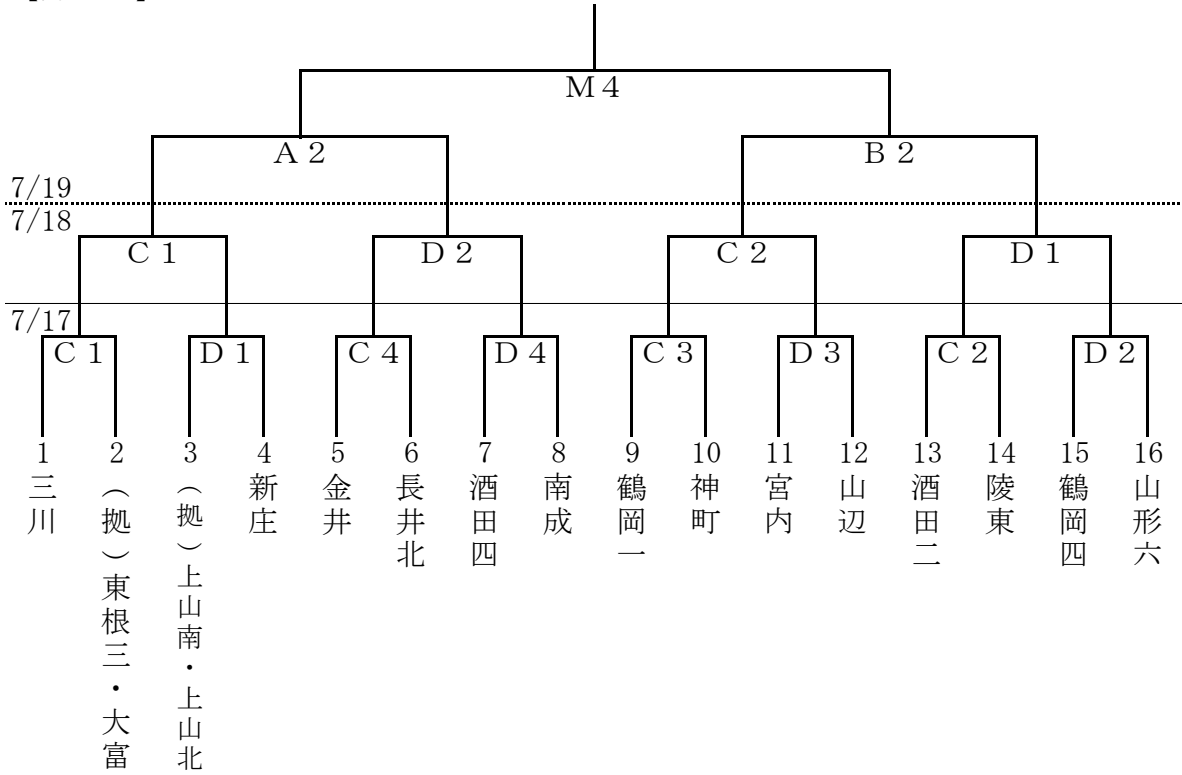 M4
A2
B2
7/19
7/18
C1
D2
C2
D1
7/17
C1
D1
C4
D4
C3
D3
C2
D2
1
三川
2
(拠)東根三・大富
3
(拠)上山南・上山北
4
新庄
5
金井
6
長井北
7
酒田四
8
南成
9
鶴岡一
10
神町
11
宮内
12
山辺
13
酒田二
14
陵東
15
鶴岡四
16
山形六